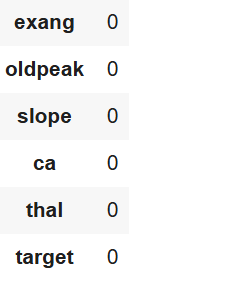 exang 0
oldpeak 0
slope 0
ca 0
thal 0
target 0